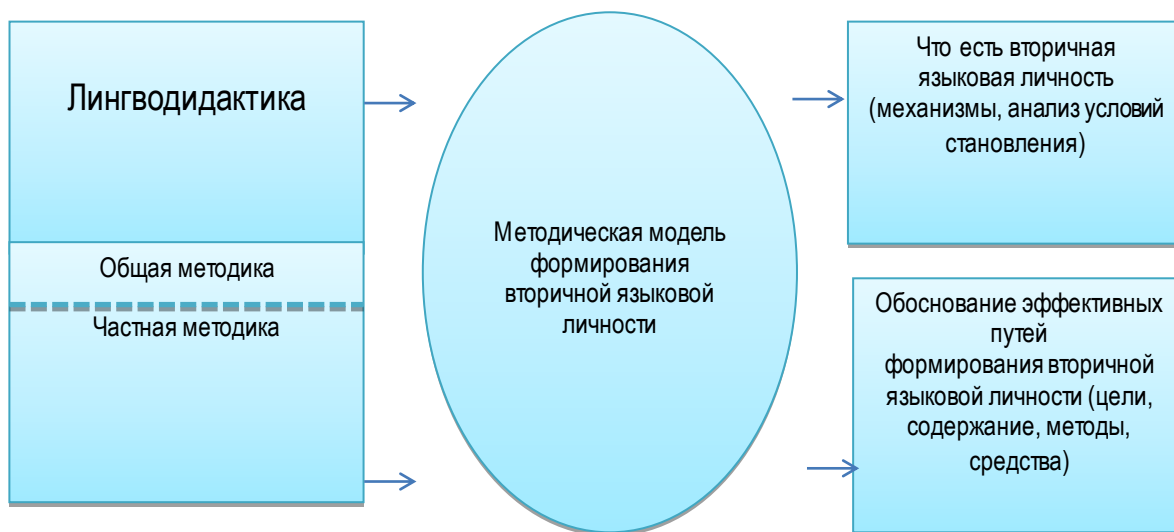 Лингводидактика
Общая методика
Частная методика
Методическая модель
формирования
вторичной языковой
личности
Что есть вторичная
языковая личность
(механизмы, анализ условий
становления)
Обоснование эффективных
путей
формирования вторичной
языковой личности (цели,
содержание, методы,
средства)